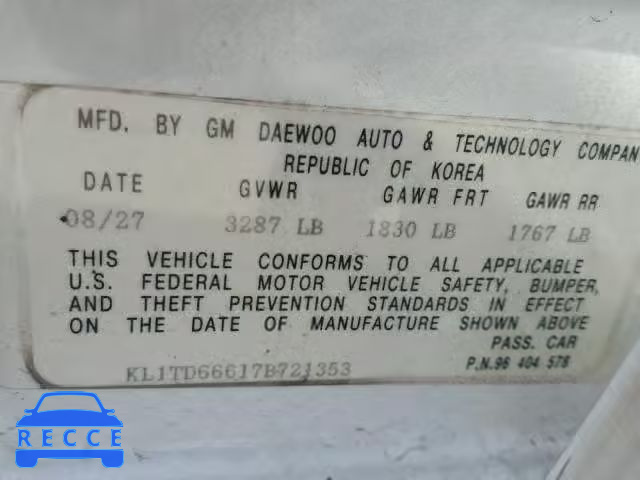 MFD. BY GM DAEWOO AUTO & TECHNOLOGY COMPAN
REPUBLIC OF KOREA
DATE GVWR GAWR FRT GAWR RR
08/27 3287 LB 1830 LB 1767 LB
THIS VEHICLE CONFORMS TO ALL APPLICABLE
U.S. FEDERAL MOTOR VEHICLE SAFETY, BUMPER,
AND THEFT PREVENTION STANDARDS IN EFFECT
ON THE DATE OF MANUFACTURE SHOWN ABOVE
PASS. CAR
KL1TD66617B721353 P.N.96 404 578
RECCE